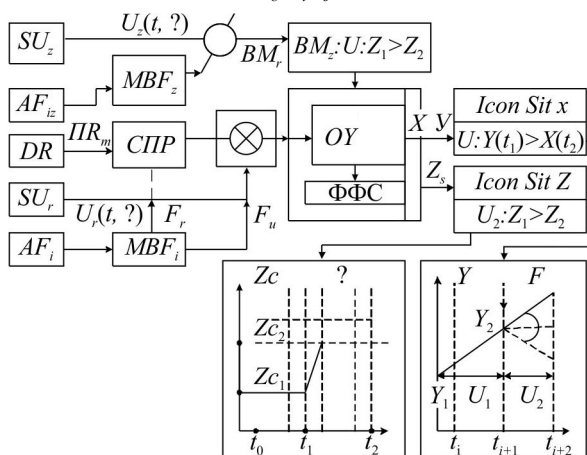 SU_z
U_z(t, ?)
BM_r
BM_z:U:Z_1>Z_2
MBF_z
AF_iz
DR
ПR_m
СПР
OY
ФФС
X У
Z_s
Icon Sit x
U:Y(t_1)>X(t_2)
Icon Sit Z
U_2:Z_1>Z_2
SU_r
U_r(t, ?)
F_r
F_u
AF_i
MBF_i
Zc
?
Zc_2
Zc_1
t_0
t_1
t_2
Y
F
Y_2
Y_1
U_1
U_2
t_i
t_{i+1}
t_{i+2}